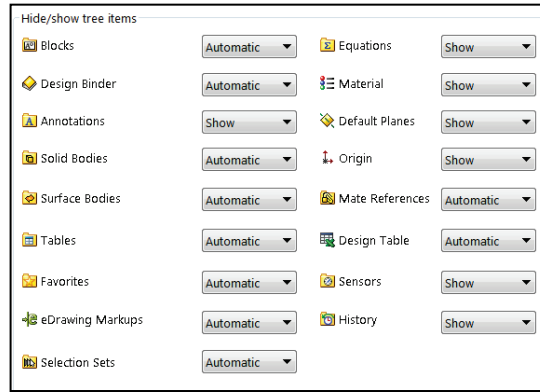 Hide/show tree items
Blocks Automatic Equations Show
Design Binder Automatic Material Show
Annotations Show Default Planes Show
Solid Bodies Automatic Origin Show
Surface Bodies Automatic Mate References Automatic
Tables Automatic Design Table Automatic
Favorites Automatic Sensors Show
eDrawing Markups Automatic History Show
Selection Sets Automatic